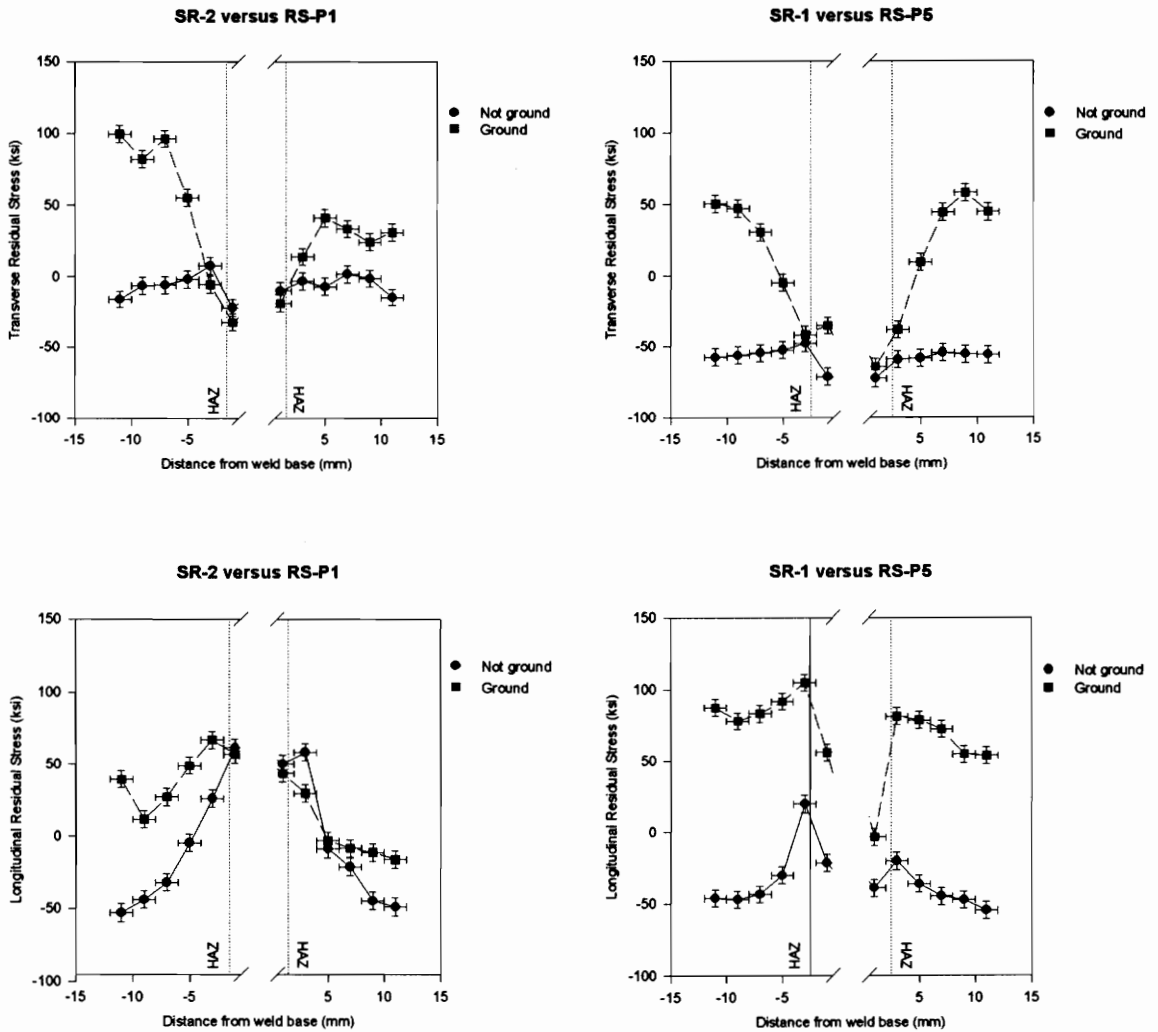 SR-2 versus RS-P1
SR-1 versus RS-P5
Transverse Residual Stress (ksi)
150
100
50
0
-50
-100
HAZ
HAZ
-15
-10
-5
5
10
15
Distance from weld base (mm)
Not ground
Ground
Transverse Residual Stress (ksi)
150
100
50
0
-50
-100
HAZ
HAZ
-15
-10
-5
5
10
15
Distance from weld base (mm)
Not ground
Ground
SR-2 versus RS-P1
SR-1 versus RS-P5
Longitudinal Residual Stress (ksi)
150
100
50
0
-50
-100
HAZ
HAZ
-15
-10
-5
5
10
15
Distance from weld base (mm)
Not ground
Ground
Longitudinal Residual Stress (ksi)
150
100
50
0
-50
-100
HAZ
HAZ
-15
-10
-5
5
10
15
Distance from weld base (mm)
Not ground
Ground